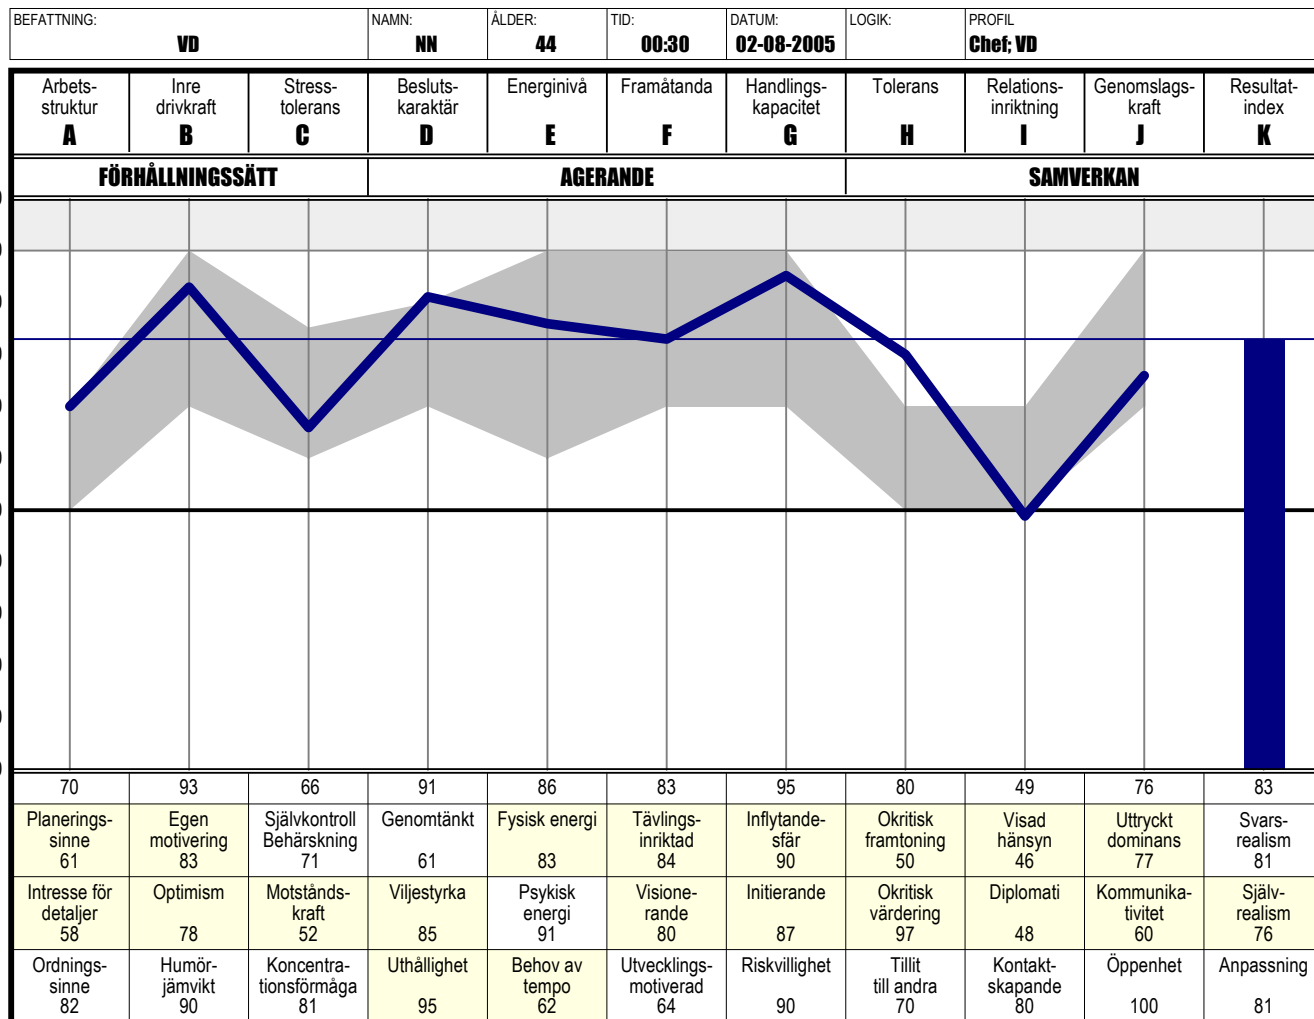 BEFATTNING: NAMN: ÅLDER: TID: DATUM: LOGIK: PROFIL
VD NN 44 00:30 02-08-2005 Chef; VD
Arbets- Inre Stress- Besluts- Energinivå Framåtanda Handlings- Tolerans Relations- Genomslags- Resultat-
struktur drivkraft tolerans karaktär kapacitet inriktning kraft index
A B C D E F G H I J K
FÖRHÅLLNINGSSÄTT AGERANDE SAMVERKAN
70 93 66 91 86 83 95 80 49 76 83
Planerings- Egen Självkontroll Genomtänkt Fysisk energi Tävlings- Inflytande- Okritisk Visad Uttryckt Svars-
sinne motivering Behärskning inriktad sfär framtoning hänsyn dominans realism
61 83 71 61 83 84 90 50 46 77 81
Intresse för Optimism Motstånds- Viljestyrka Psykisk Visione- Initierande Okritisk Diplomati Kommunika- Själv-
detaljer kraft energi rande värdering tivitet realism
58 78 52 85 91 80 87 97 48 60 76
Ordnings- Humör- Koncentra- Uthållighet Behov av Utvecklings- Riskvillighet Tillit Kontakt- Öppenhet Anpassning
sinne jämvikt tionsförmåga tempo motiverad till andra skapande
82 90 81 95 62 64 90 70 80 100 81